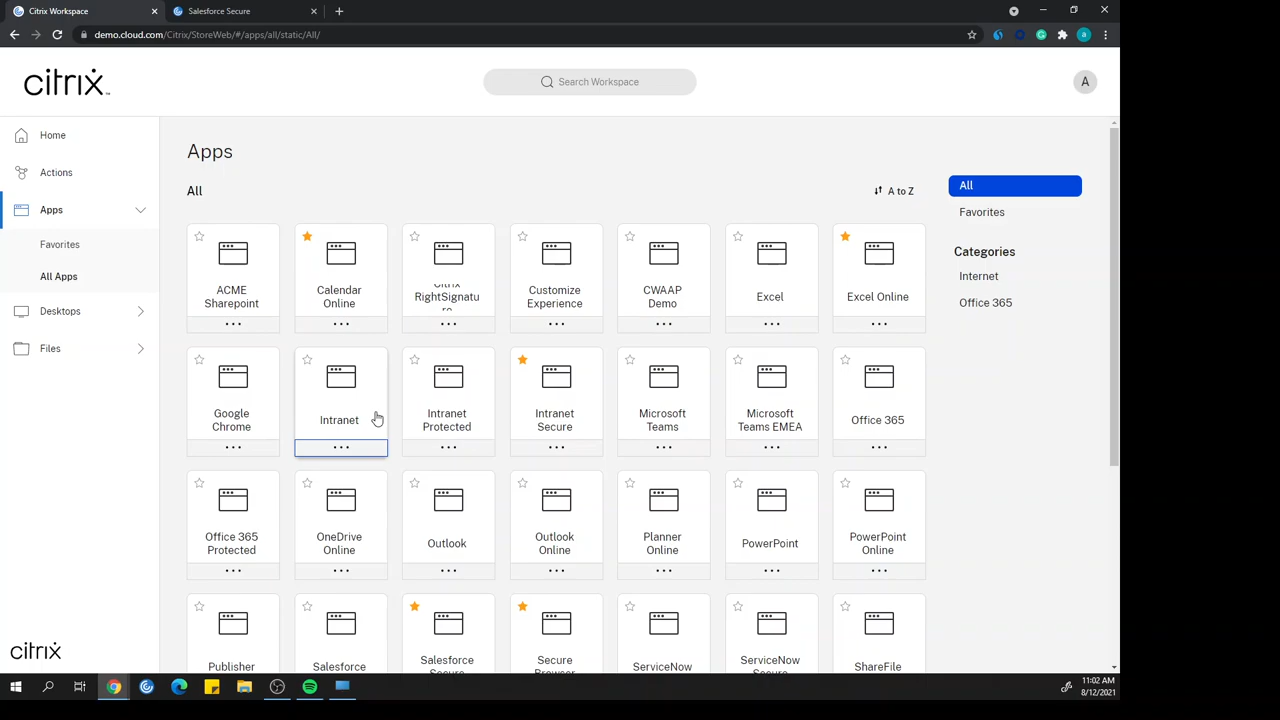 Citrix Workspace
Salesforce Secure
demo.cloud.com/Citrix/StoreWeb/#/apps/all/static/All/
a
citrix
Search Workspace
A
Home
Actions
Apps
Favorites
All Apps
Desktops
Files
citrix
Apps
All
A to Z
ACME
Sharepoint
Calendar
Online
Citrix
RightSignatu
re
Customize
Experience
CWAAP
Demo
Excel
Excel Online
Google
Chrome
Intranet
Intranet
Protected
Intranet
Secure
Microsoft
Teams
Microsoft
Teams EMEA
Office 365
Office 365
Protected
OneDrive
Online
Outlook
Outlook
Online
Planner
Online
PowerPoint
PowerPoint
Online
Publisher
Salesforce
Salesforce
Secure
Secure
Browser
ServiceNow
ServiceNow
Secure
ShareFile
All
Favorites
Categories
Internet
Office 365
11:02 AM
8/12/2021